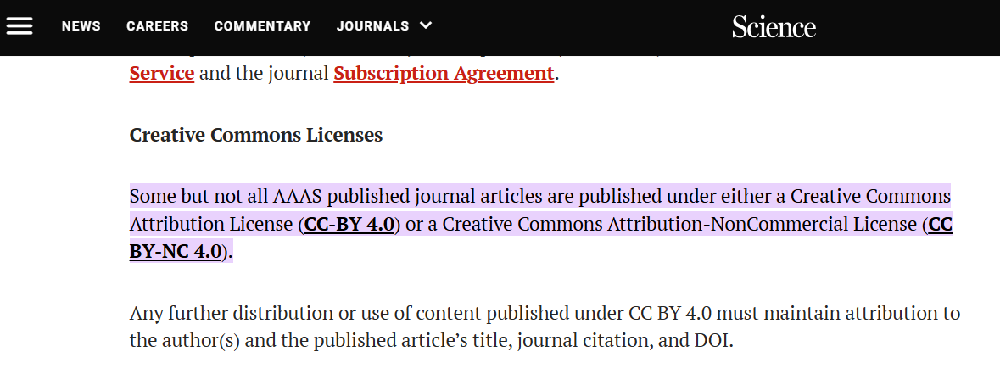 NEWS CAREERS COMMENTARY JOURNALS Science
Service and the journal Subscription Agreement.
Creative Commons Licenses
Some but not all AAAS published journal articles are published under either a Creative Commons
Attribution License (CC-BY 4.0) or a Creative Commons Attribution-NonCommercial License (CC
BY-NC 4.0).
Any further distribution or use of content published under CC BY 4.0 must maintain attribution to
the author(s) and the published article’s title, journal citation, and DOI.